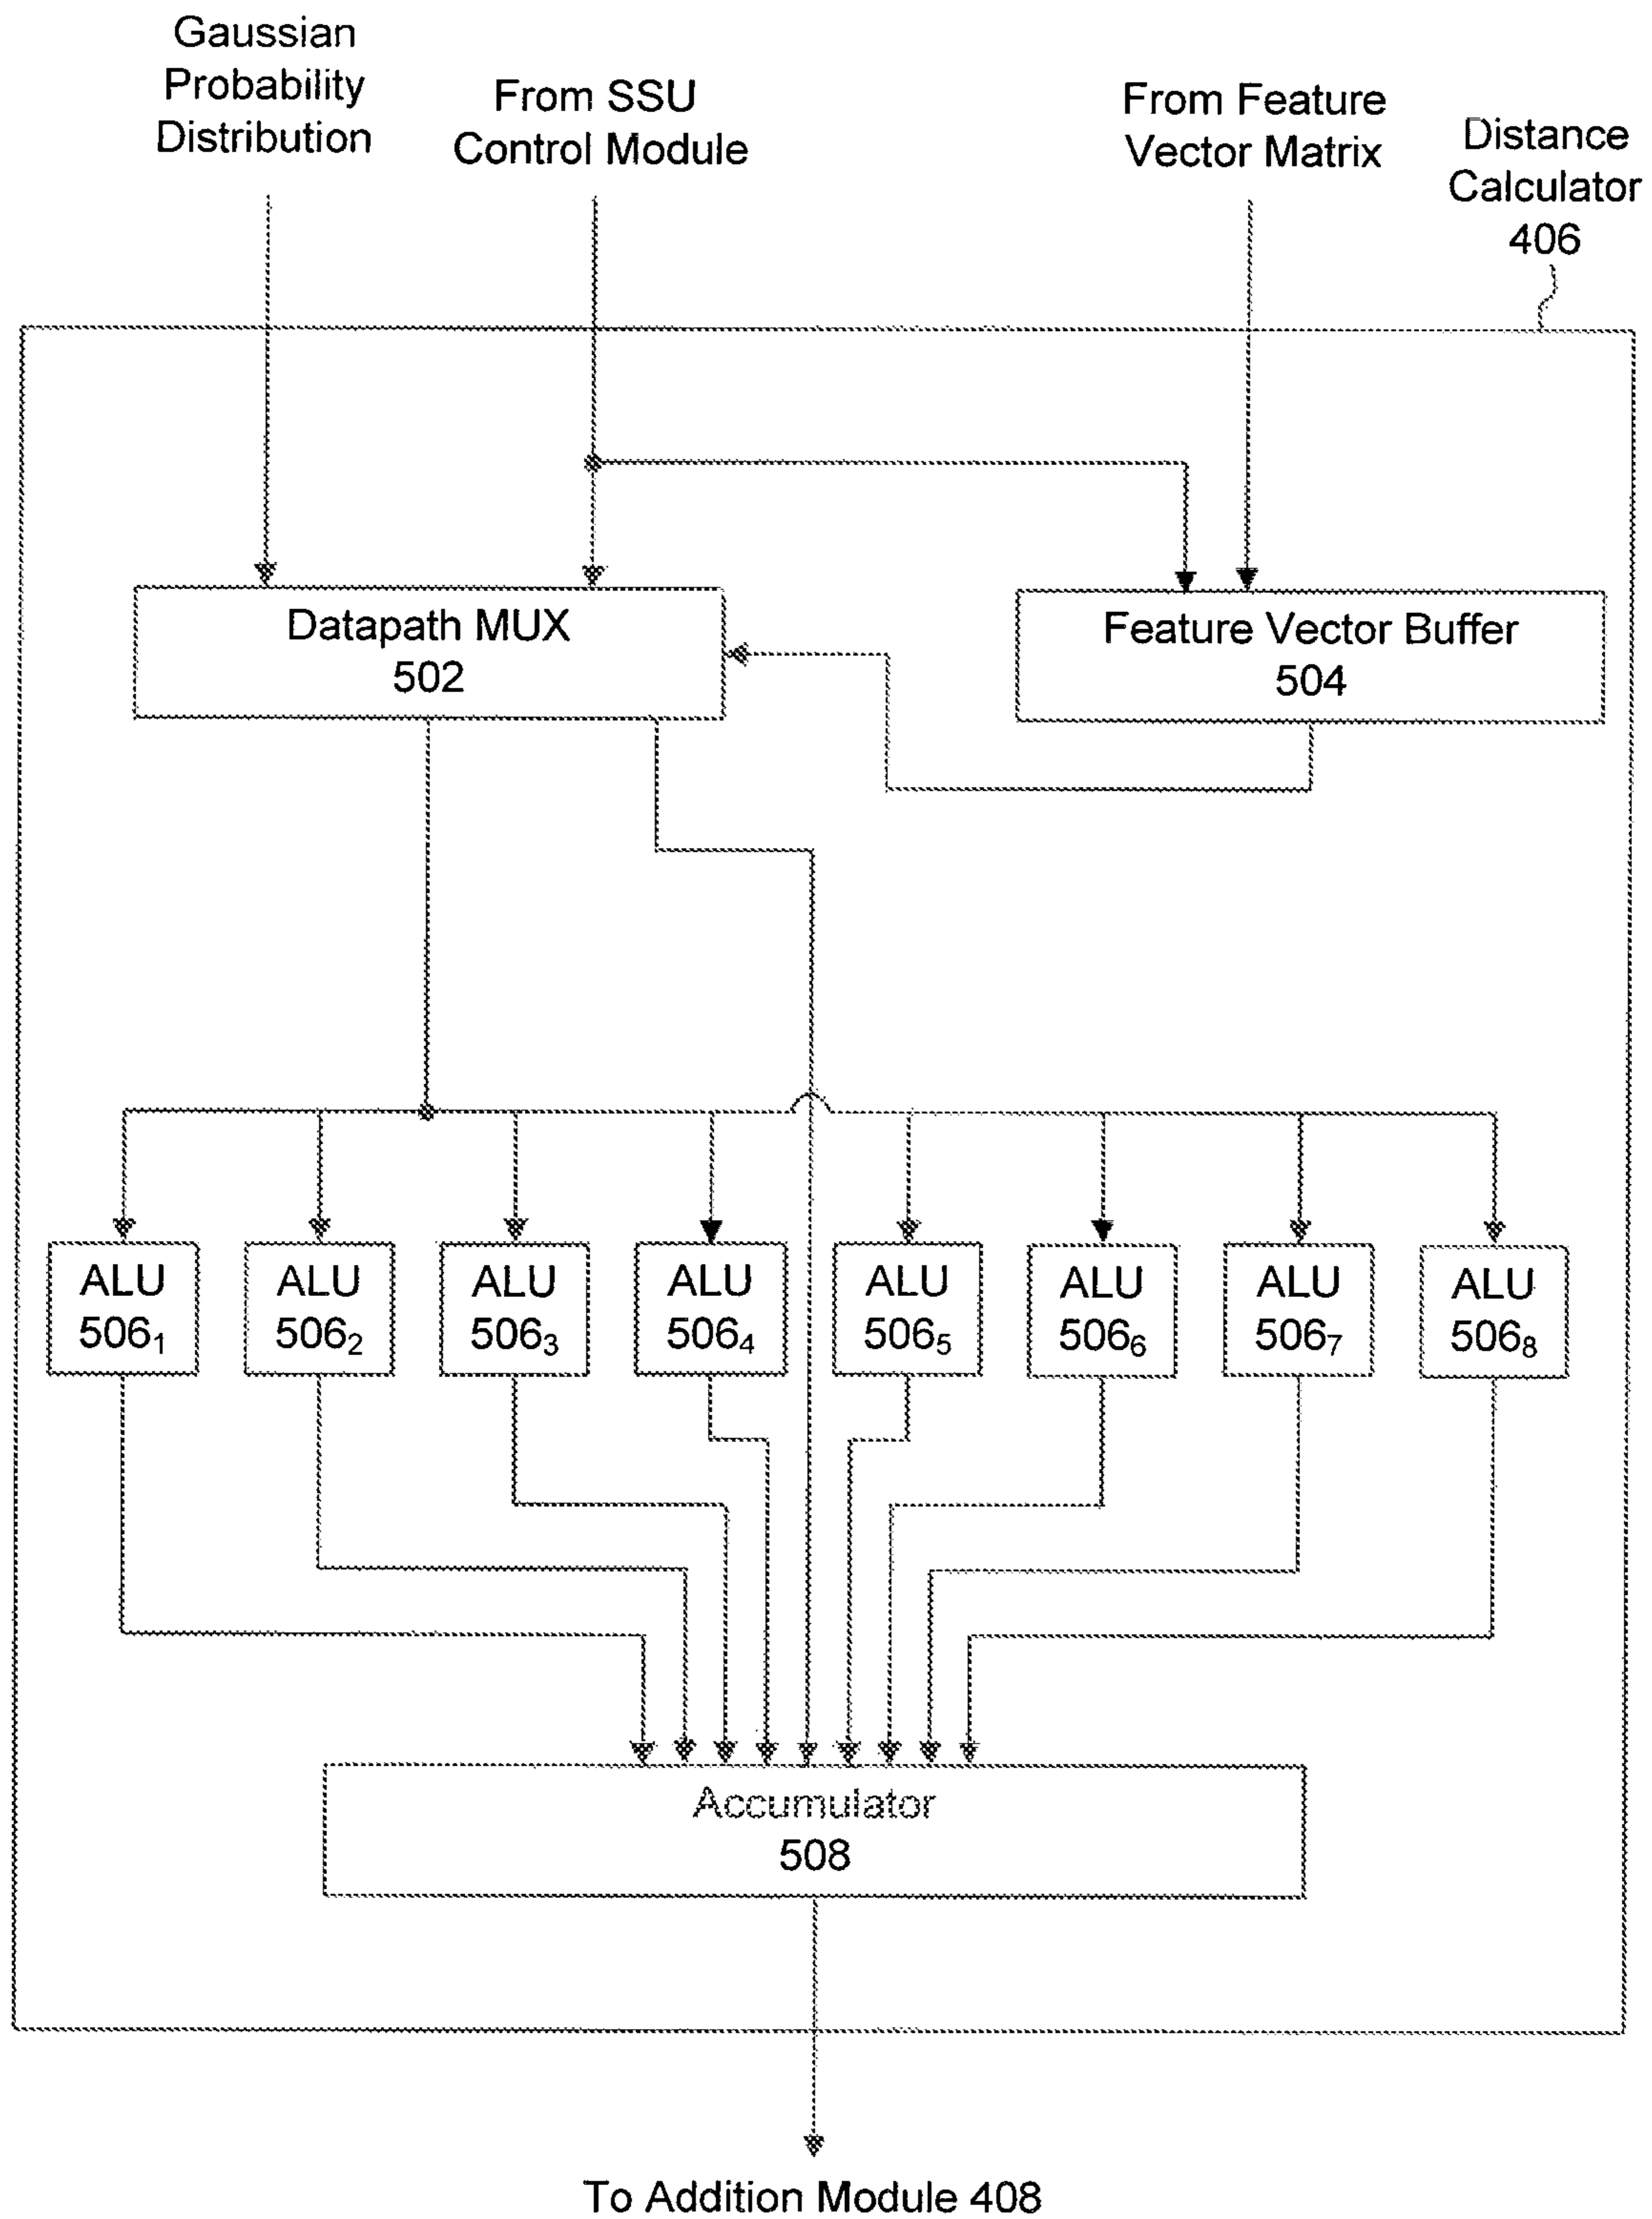 Gaussian
Probability
Distribution
From SSU
Control Module
From Feature
Vector Matrix
Distance
Calculator
406
Datapath MUX
502
Feature Vector Buffer
504
ALU
506₁
ALU
506₂
ALU
506₃
ALU
506₄
ALU
506₅
ALU
506₆
ALU
506₇
ALU
506₈
Accumulator
508
To Addition Module 408